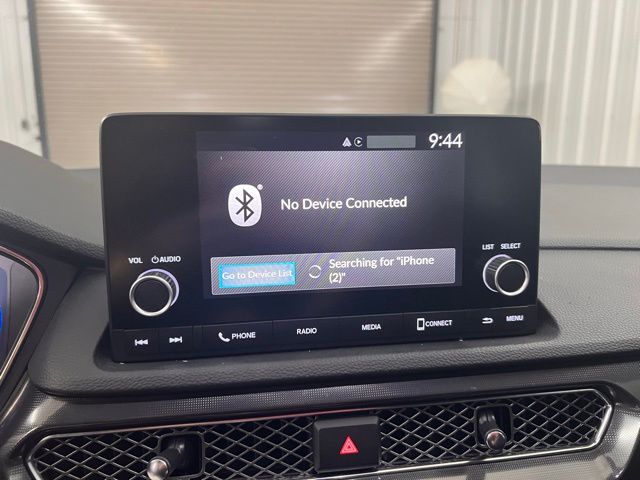 9:44
No Device Connected
VOL AUDIO
LIST SELECT
Go to Device List
Searching for "iPhone
(2)"
PHONE RADIO MEDIA CONNECT MENU